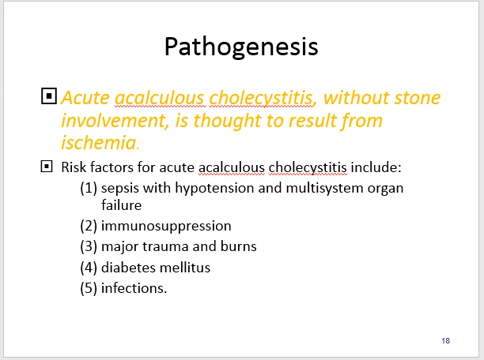 Pathogenesis
Acute acalculous cholecystitis, without stone
involvement, is thought to result from
ischemia.
Risk factors for acute acalculous cholecystitis include:
(1) sepsis with hypotension and multisystem organ
failure
(2) immunosuppression
(3) major trauma and burns
(4) diabetes mellitus
(5) infections.
18